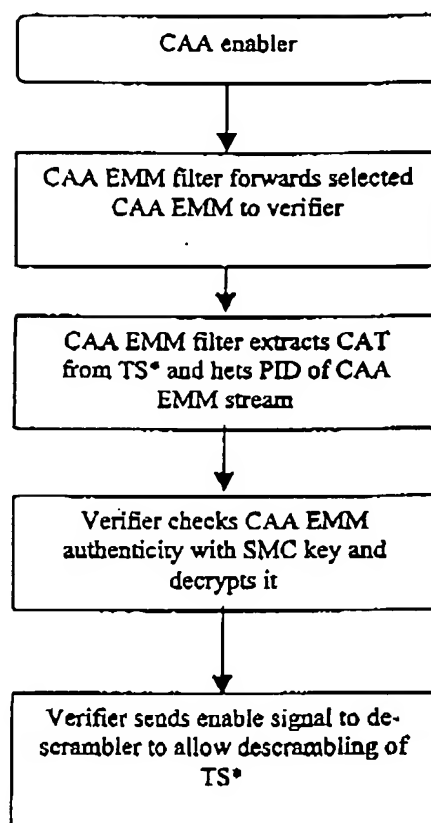 CAA enabler
CAA EMM filter forwards selected
CAA EMM to verifier
CAA EMM filter extracts CAT
from TS* and hets PID of CAA
EMM stream
Verifier checks CAA EMM
authenticity with SMC key and
decrypts it
Verifier sends enable signal to de-
scrambler to allow descrambling of
TS*